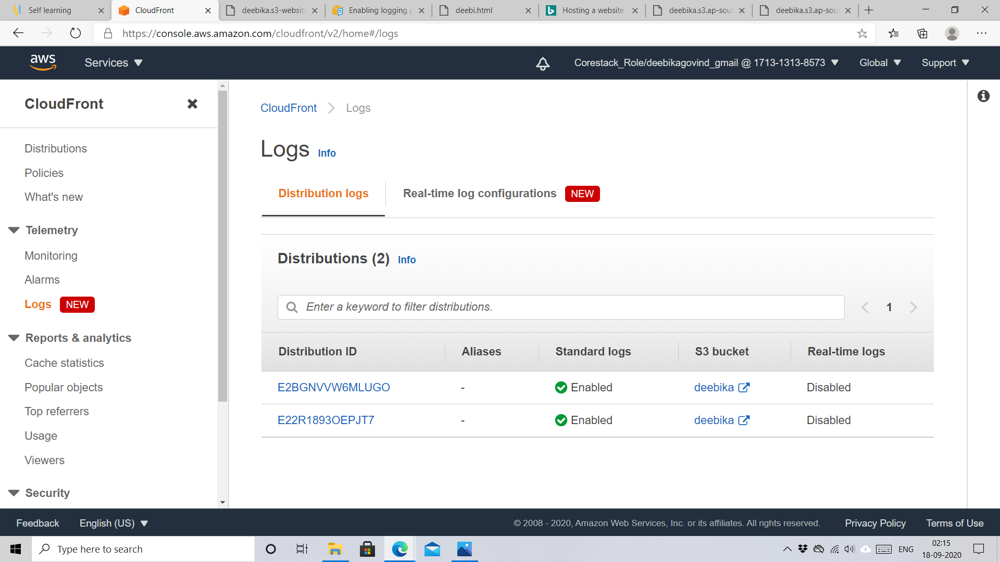 Self learning
CloudFront
deebika.s3-websit
Enabling logging p
deebi.html
Hosting a website
deebika.s3.ap-sou
deebika.s3.ap-sou
https://console.aws.amazon.com/cloudfront/v2/home#/logs
aws
Services
Corestack_Role/deebikagovind_gmail @ 1713-1313-8573
Global
Support
CloudFront
Distributions
Policies
What's new
Telemetry
Monitoring
Alarms
Logs NEW
Reports & analytics
Cache statistics
Popular objects
Top referrers
Usage
Viewers
Security
CloudFront > Logs
Logs Info
Distribution logs
Real-time log configurations NEW
Distributions (2) Info
Enter a keyword to filter distributions.
1
Distribution ID Aliases Standard logs S3 bucket Real-time logs
E2BGNVVW6MLUGO - Enabled deebika Disabled
E22R1893OEPJT7 - Enabled deebika Disabled
Feedback
English (US)
© 2008 - 2020, Amazon Web Services, Inc. or its affiliates. All rights reserved.
Privacy Policy
Terms of Use
Type here to search
ENG
02:15
18-09-2020